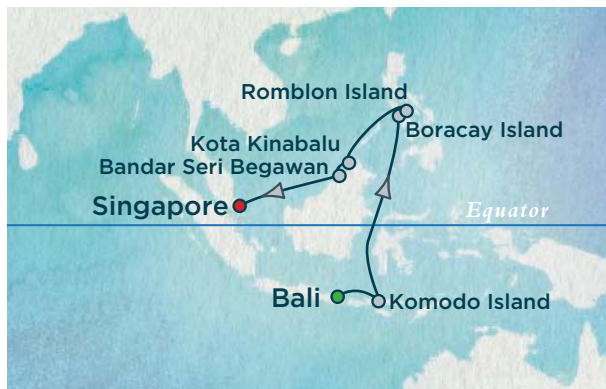 Romblon Island
Boracay Island
Kota Kinabalu
Bandar Seri Begawan
Singapore
Equator
Bali
Komodo Island